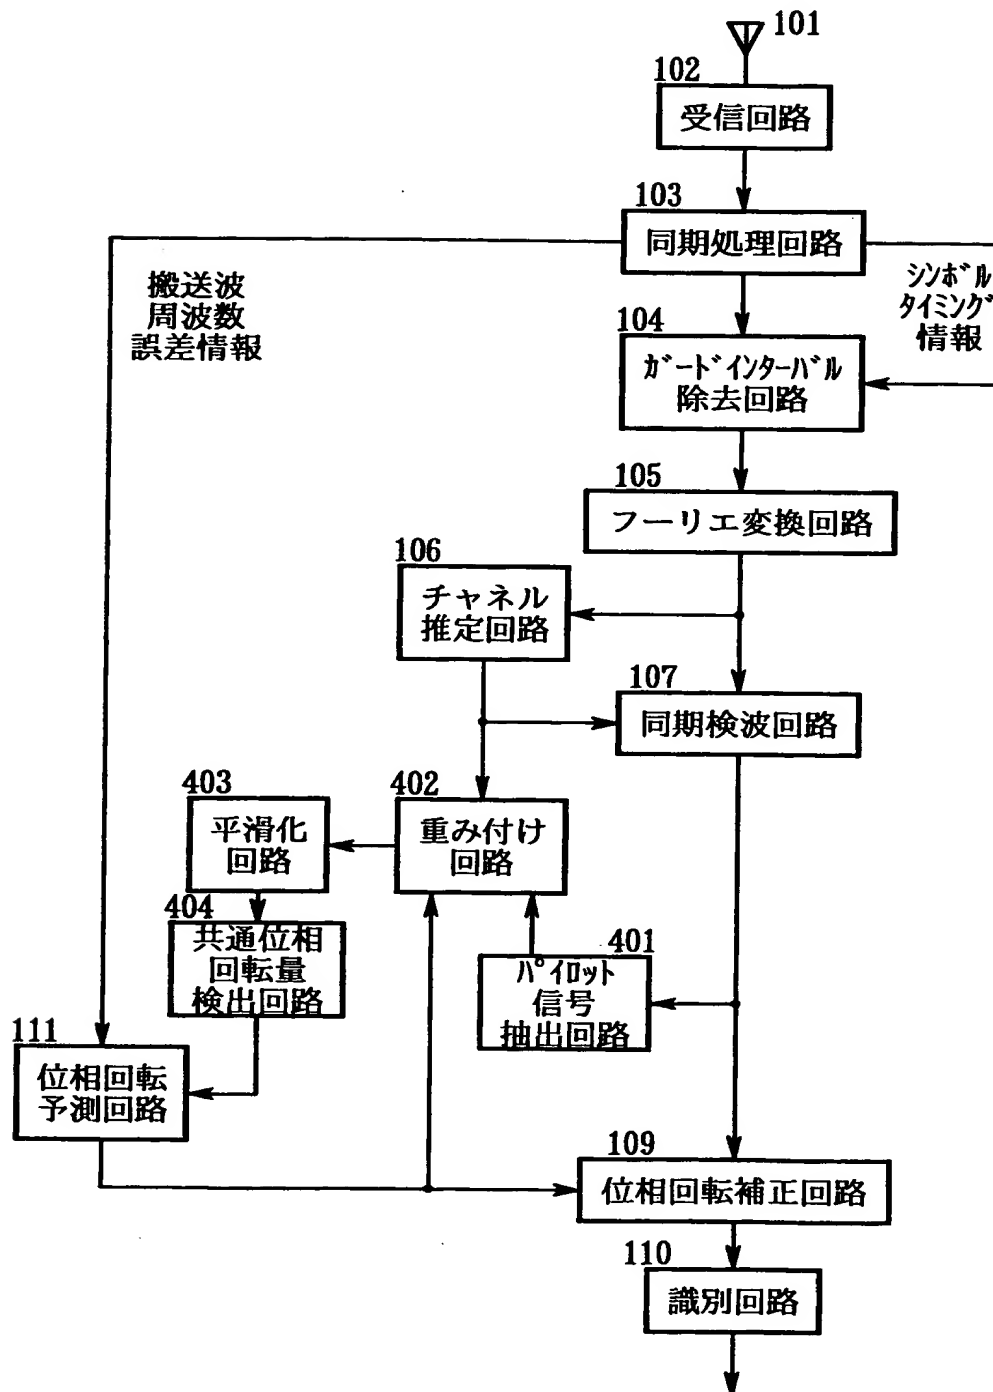 101
102
受信回路
103
同期処理回路
搬送波
周波数
誤差情報
シンボル
タイミング
情報
104
ガードインターバル
除去回路
105
フーリエ変換回路
106
チャネル
推定回路
107
同期検波回路
403
平滑化
回路
402
重み付け
回路
404
共通位相
回転量
検出回路
401
パイロット
信号
抽出回路
111
位相回転
予測回路
109
位相回転補正回路
110
識別回路